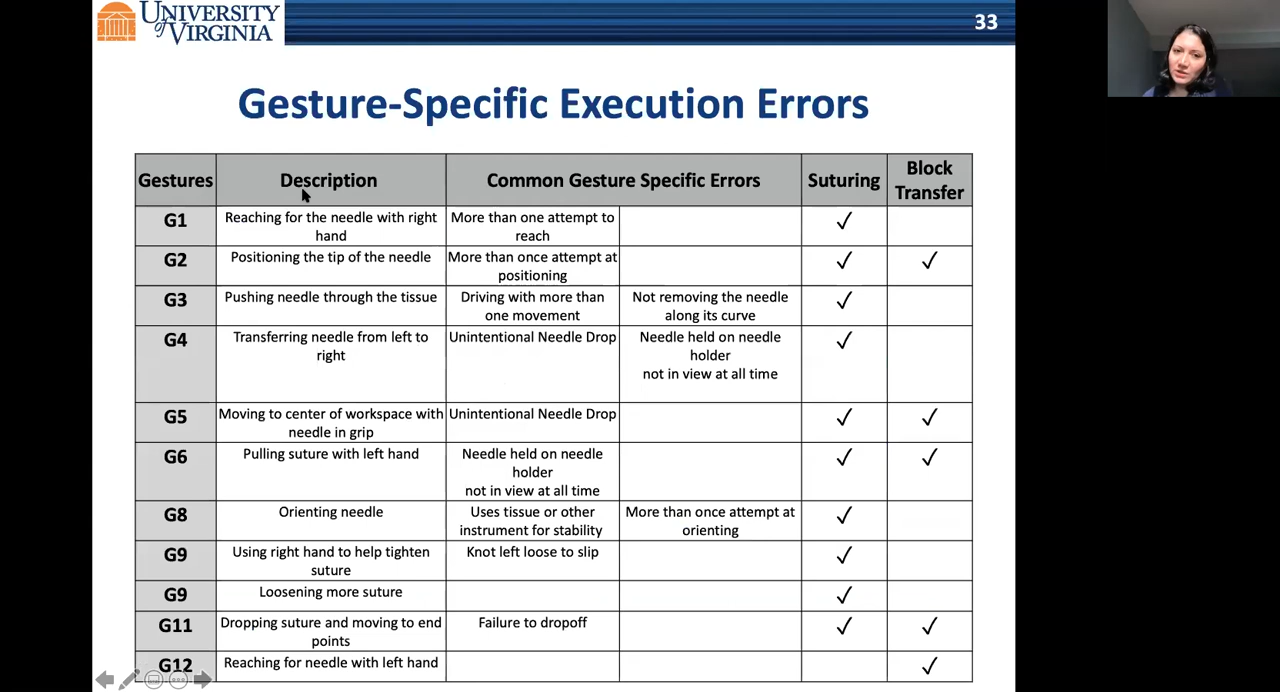 UNIVERSITY
of VIRGINIA
33
Gesture-Specific Execution Errors
Gestures Description Common Gesture Specific Errors Suturing Block Transfer
G1 Reaching for the needle with right hand More than one attempt to reach ✓
G2 Positioning the tip of the needle More than once attempt at positioning ✓ ✓
G3 Pushing needle through the tissue Driving with more than one movement Not removing the needle along its curve ✓
G4 Transferring needle from left to right Unintentional Needle Drop Needle held on needle holder not in view at all time ✓
G5 Moving to center of workspace with needle in grip Unintentional Needle Drop ✓ ✓
G6 Pulling suture with left hand Needle held on needle holder not in view at all time ✓ ✓
G8 Orienting needle Uses tissue or other instrument for stability More than once attempt at orienting ✓
G9 Using right hand to help tighten suture Knot left loose to slip ✓
G9 Loosening more suture ✓
G11 Dropping suture and moving to end points Failure to dropoff ✓ ✓
G12 Reaching for needle with left hand ✓